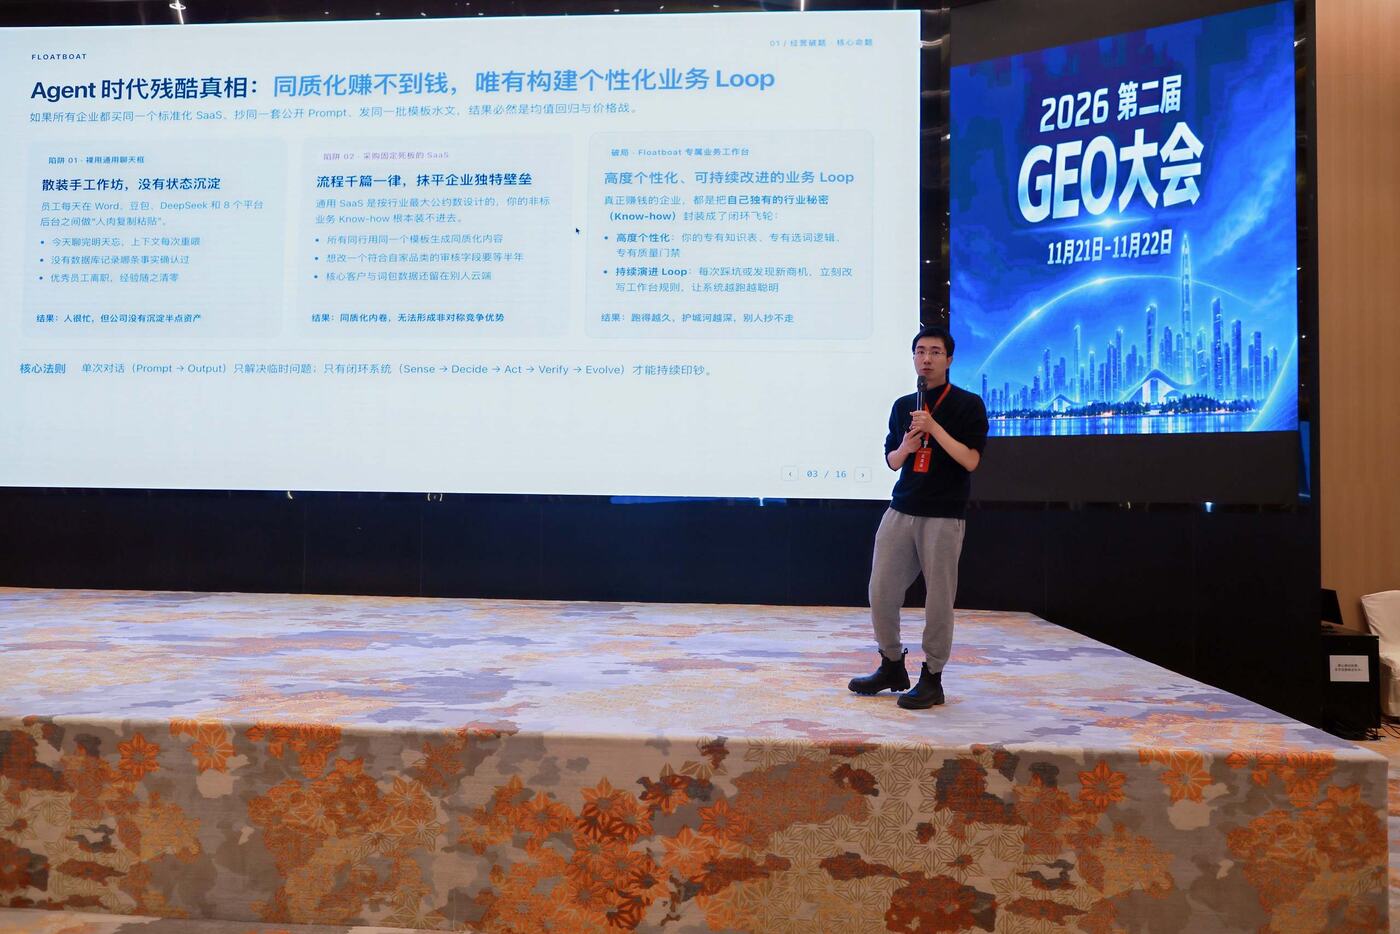 FLOATBOAT
01 / 经营破题 · 核心命题
Agent 时代残酷真相：同质化赚不到钱，唯有构建个性化业务 Loop
如果所有企业都买同一个标准化 SaaS、抄同一套公开 Prompt、发同一批模板水文，结果必然是均值回归与价格战。
陷阱 01 · 裸用通用聊天框
散装手工作坊，没有状态沉淀
员工每天在 Word、豆包、DeepSeek 和 8 个平台
后台之间做“人肉复制粘贴”。
• 今天聊完明天忘，上下文每次重喂
• 没有数据库记录哪条事实确认过
• 优秀员工离职，经验随之清零
结果：人很忙，但公司没有沉淀半点资产
陷阱 02 · 采购固定死板的 SaaS
流程千篇一律，抹平企业独特壁垒
通用 SaaS 是按行业最大公约数设计的，你的非标
业务 Know-how 根本装不进去。
• 所有同行用同一个模板生成同质化内容
• 想改一个符合自家品类的审核字段要等半年
• 核心客户与词包数据还留在别人云端
结果：同质化内卷，无法形成非对称竞争优势
破局 · Floatboat 专属业务工作台
高度个性化、可持续改进的业务 Loop
真正赚钱的企业，都是把自己独有的行业秘密
（Know-how）封装成了闭环飞轮：
• 高度个性化：你的专有知识表、专有选词逻辑、
专有质量门禁
• 持续演进 Loop：每次踩坑或发现新商机，立刻改
写工作台规则，让系统越跑越聪明
结果：跑得越久，护城河越深，别人抄不走
核心法则 单次对话（Prompt → Output）只解决临时问题；只有闭环系统（Sense → Decide → Act → Verify → Evolve）才能持续印钞。
‹ 03 / 16 ›
2026 第二届
GEO大会
11月21日-11月22日